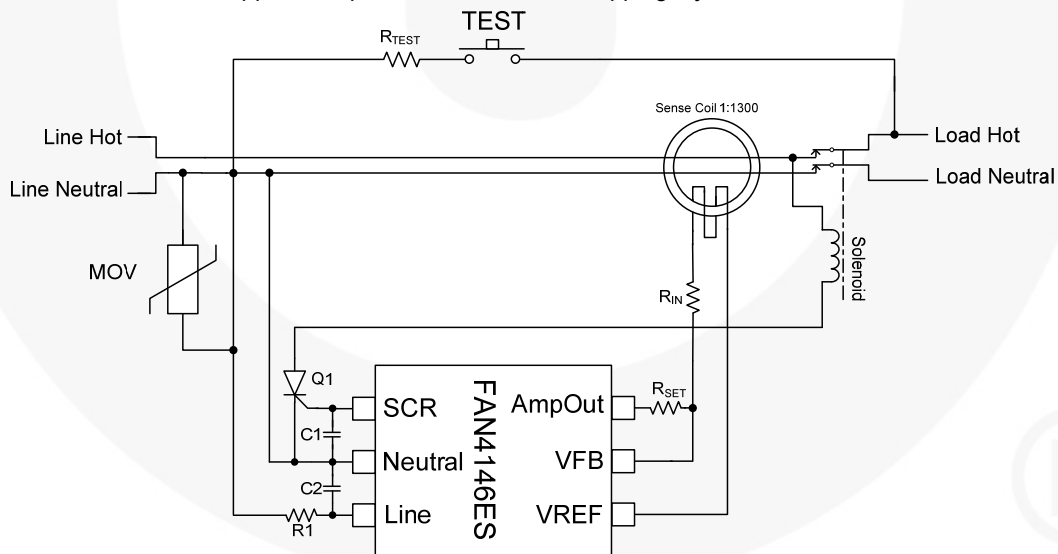 TEST
RTEST
Sense Coil 1:1300
Line Hot
Load Hot
Line Neutral
Load Neutral
MOV
Solenoid
RIN
Q1
SCR
FAN4146ES
AmpOut
RSET
C1
Neutral
VFB
C2
Line
VREF
R1